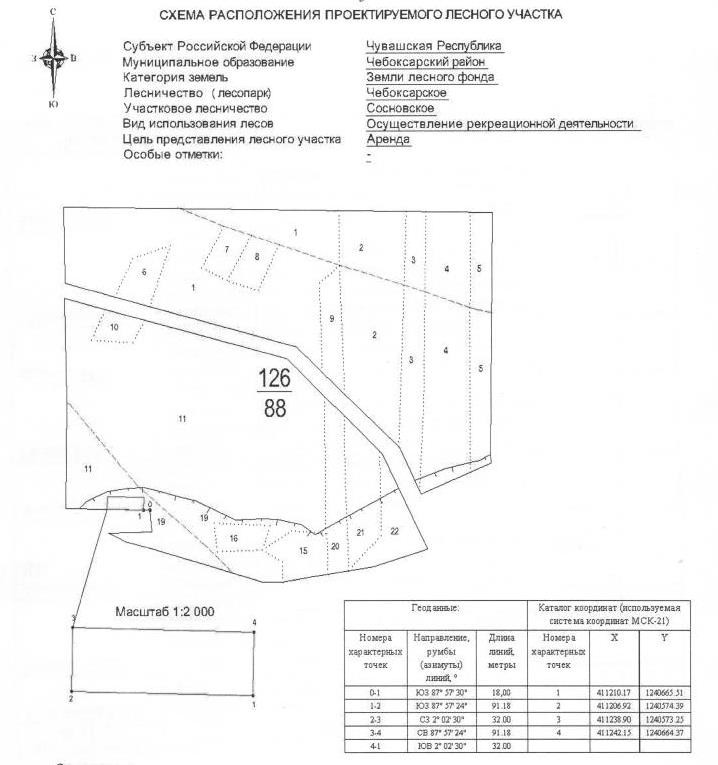 СХЕМА РАСПОЛОЖЕНИЯ ПРОЕКТИРУЕМОГО ЛЕСНОГО УЧАСТКА
С
З В
Ю
Субъект Российской Федерации Чувашская Республика
Муниципальное образование Чебоксарский район
Категория земель Земли лесного фонда
Лесничество ( лесопарк) Чебоксарское
Участковое лесничество Сосновское
Вид использования лесов Осуществление рекреационной деятельности
Цель представления лесного участка Аренда
Особые отметки: -
1 2 3 4 5
7 8
6 1
9 2 3 4 5
10
126
88
11
11
0
1 19 19
16 15 20 21 22
Масштаб 1:2 000
3 4
2 1
Геоданные: Каталог координат (используемая система координат МСК-21)
Номера характерных точек Направление, румбы (азимуты) линий, ° Длина линий, метры Номера характерных точек X Y
0-1 ЮЗ 87° 57' 30" 18,00 1 411210.17 1240665.51
1-2 ЮЗ 87° 57' 24" 91.18 2 411206.92 1240574.39
2-3 СЗ 2° 02' 30" 32.00 3 411238.90 1240573.25
3-4 СВ 87° 57' 24" 91.18 4 411242.15 1240664.37
4-1 ЮВ 2° 02' 30" 32.00